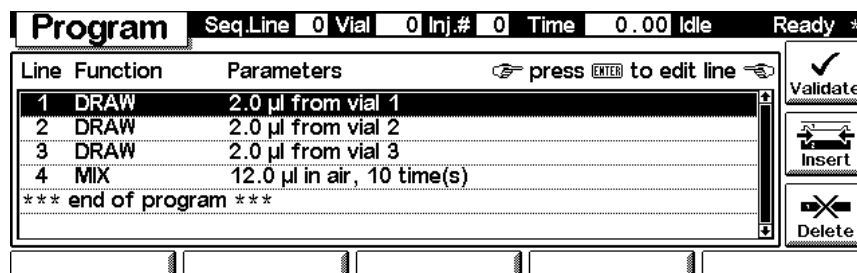 Program Seq.Line 0 Vial 0 Inj.# 0 Time 0.00 Idle Ready *
Line Function Parameters press ENTER to edit line
1 DRAW 2.0 µl from vial 1
2 DRAW 2.0 µl from vial 2
3 DRAW 2.0 µl from vial 3
4 MIX 12.0 µl in air, 10 time(s)
*** end of program ***
Validate
Insert
Delete